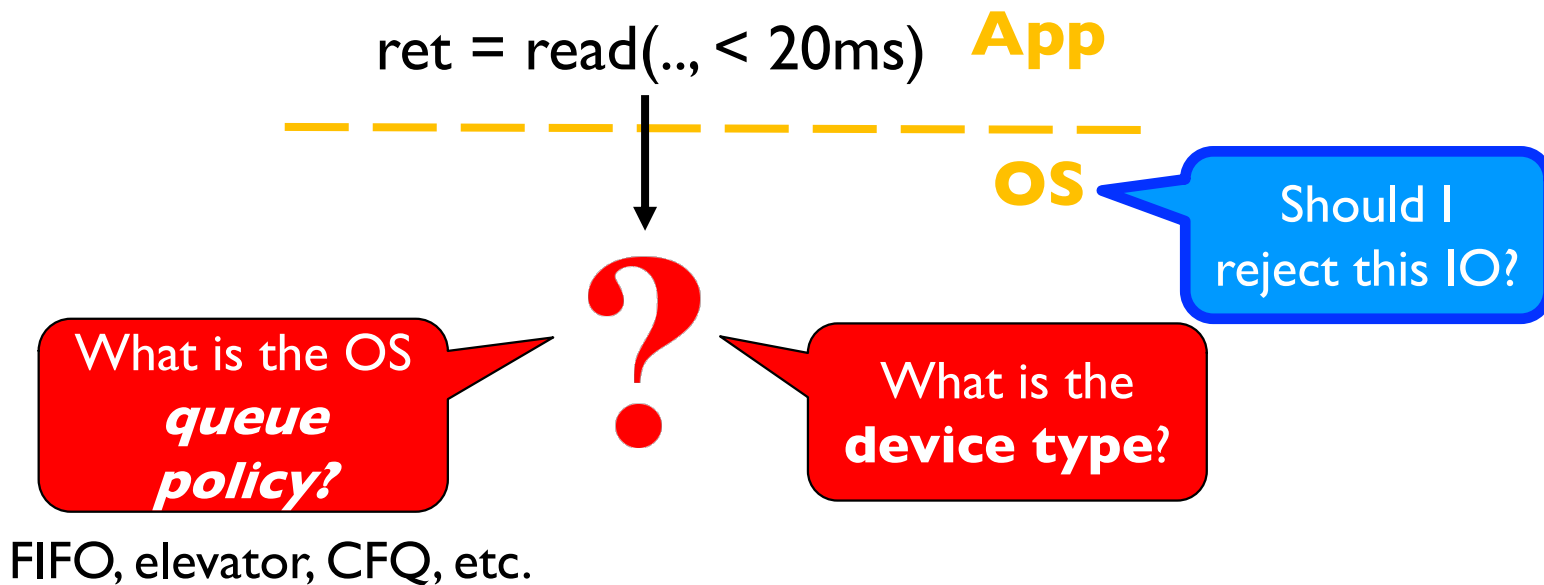 ret = read(.., < 20ms)
App
OS
Should I
reject this IO?
?
What is the OS
queue
policy?
What is the
device type?
FIFO, elevator, CFQ, etc.